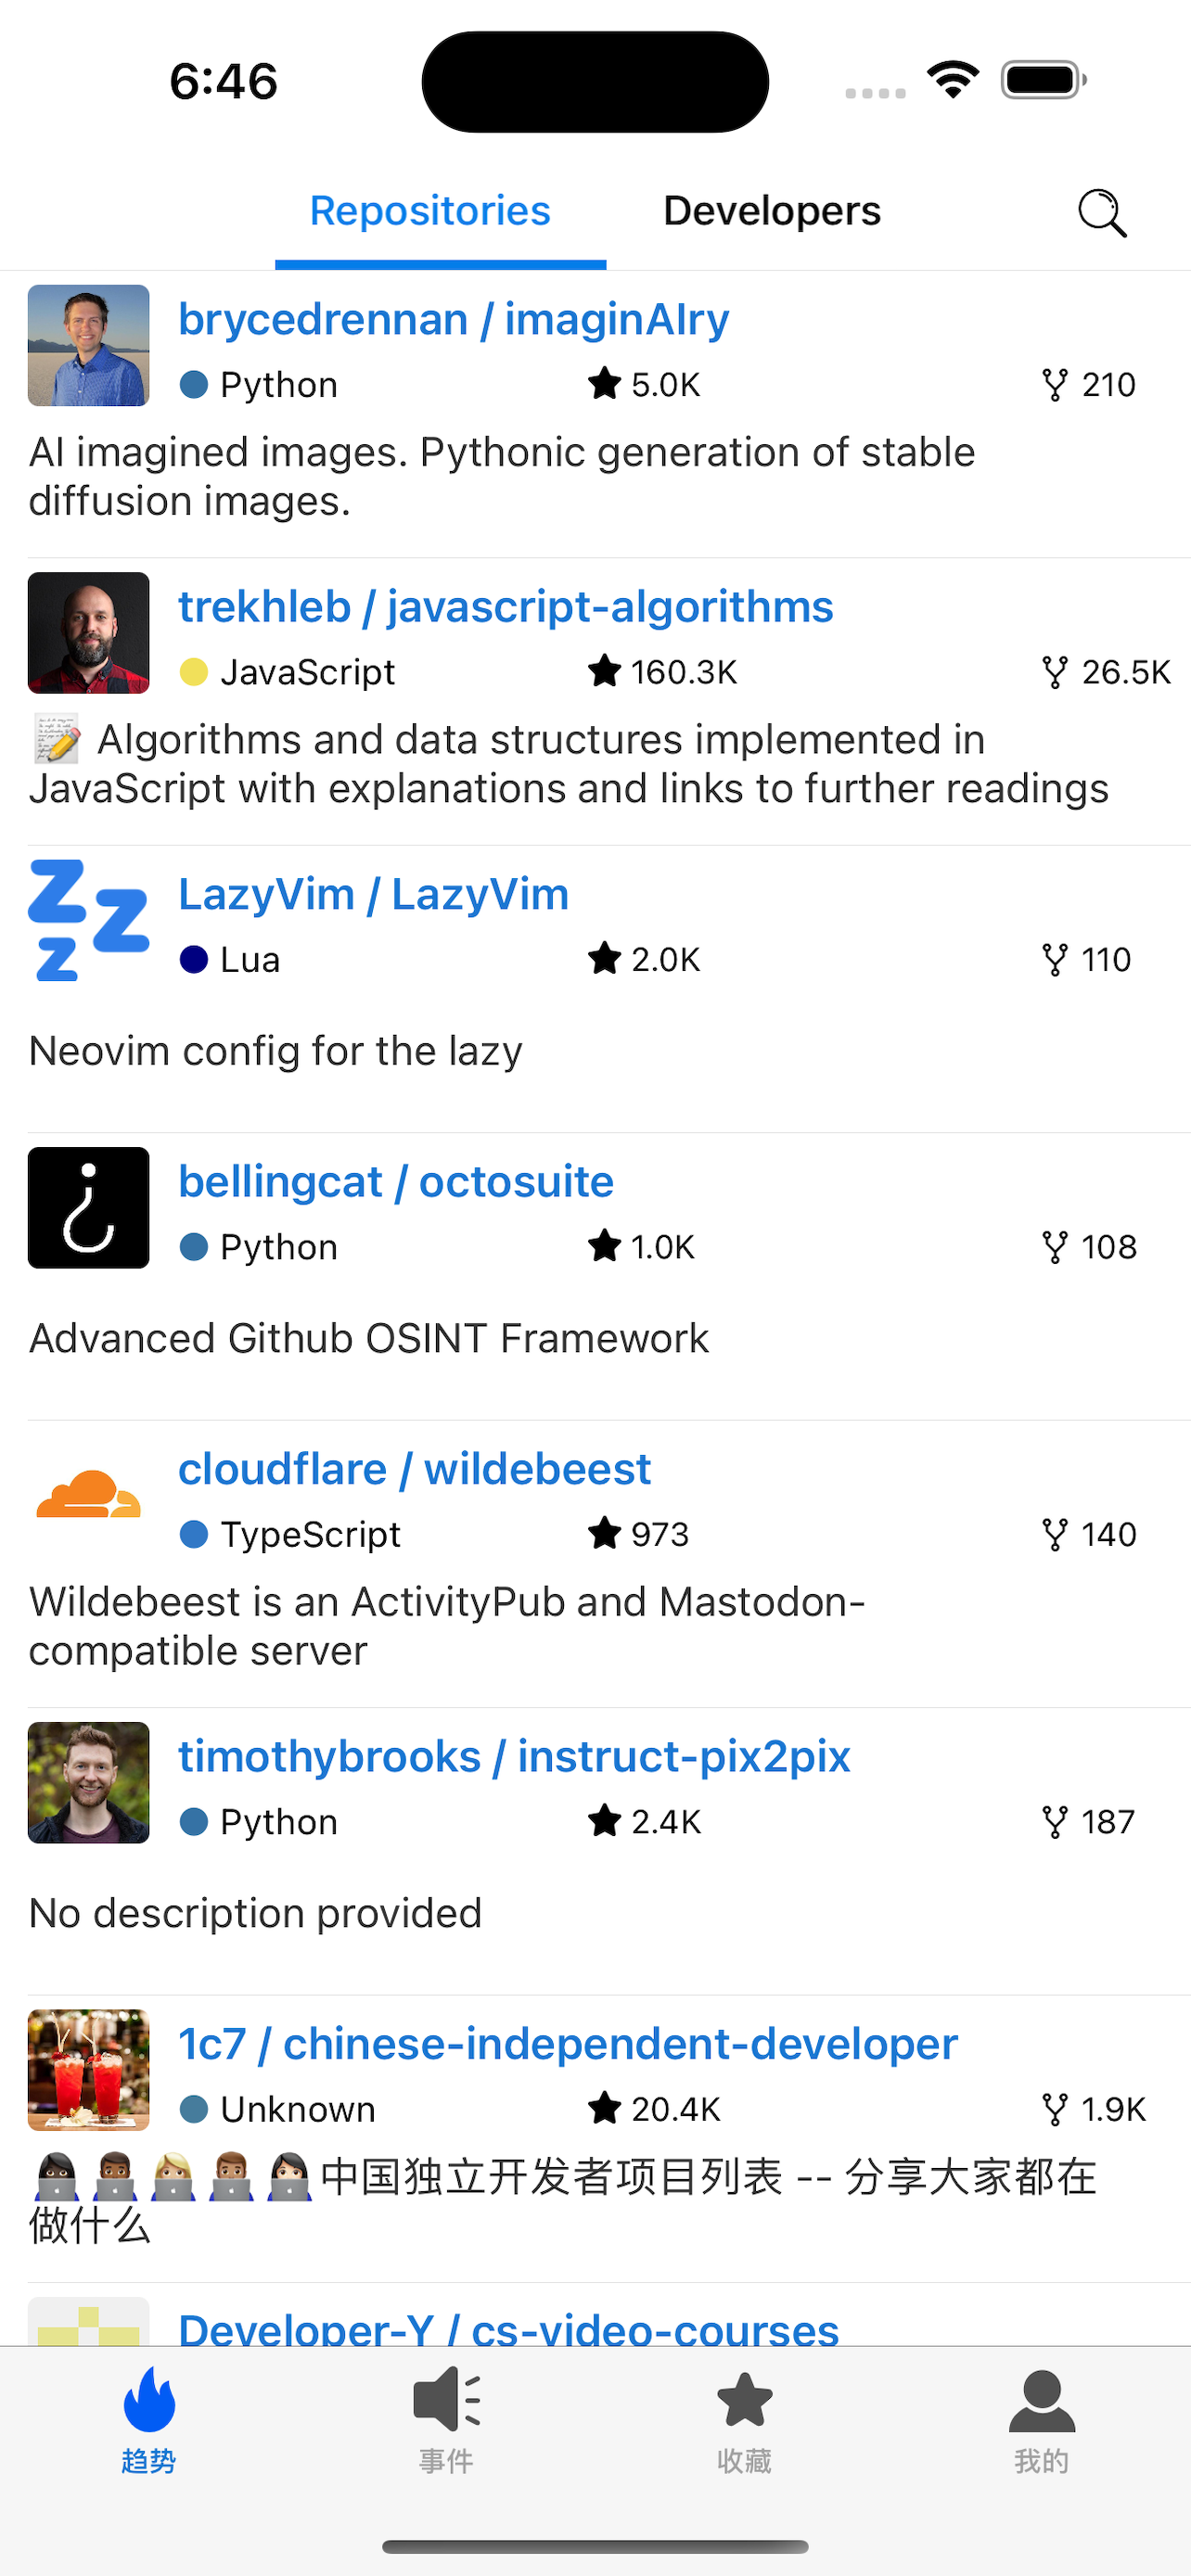 6:46
Repositories Developers
brycedrennan / imaginAIry
Python 5.0K 210
AI imagined images. Pythonic generation of stable
diffusion images.
trekhleb / javascript-algorithms
JavaScript 160.3K 26.5K
📝 Algorithms and data structures implemented in
JavaScript with explanations and links to further readings
LazyVim / LazyVim
Lua 2.0K 110
Neovim config for the lazy
bellingcat / octosuite
Python 1.0K 108
Advanced Github OSINT Framework
cloudflare / wildebeest
TypeScript 973 140
Wildebeest is an ActivityPub and Mastodon-
compatible server
timothybrooks / instruct-pix2pix
Python 2.4K 187
No description provided
1c7 / chinese-independent-developer
Unknown 20.4K 1.9K
👩🏿‍💻👨🏾‍💻👩🏼‍💻👨🏽‍💻👩🏻‍💻中国独立开发者项目列表 -- 分享大家都在
做什么
Developer-Y / cs-video-courses
趋势 事件 收藏 我的